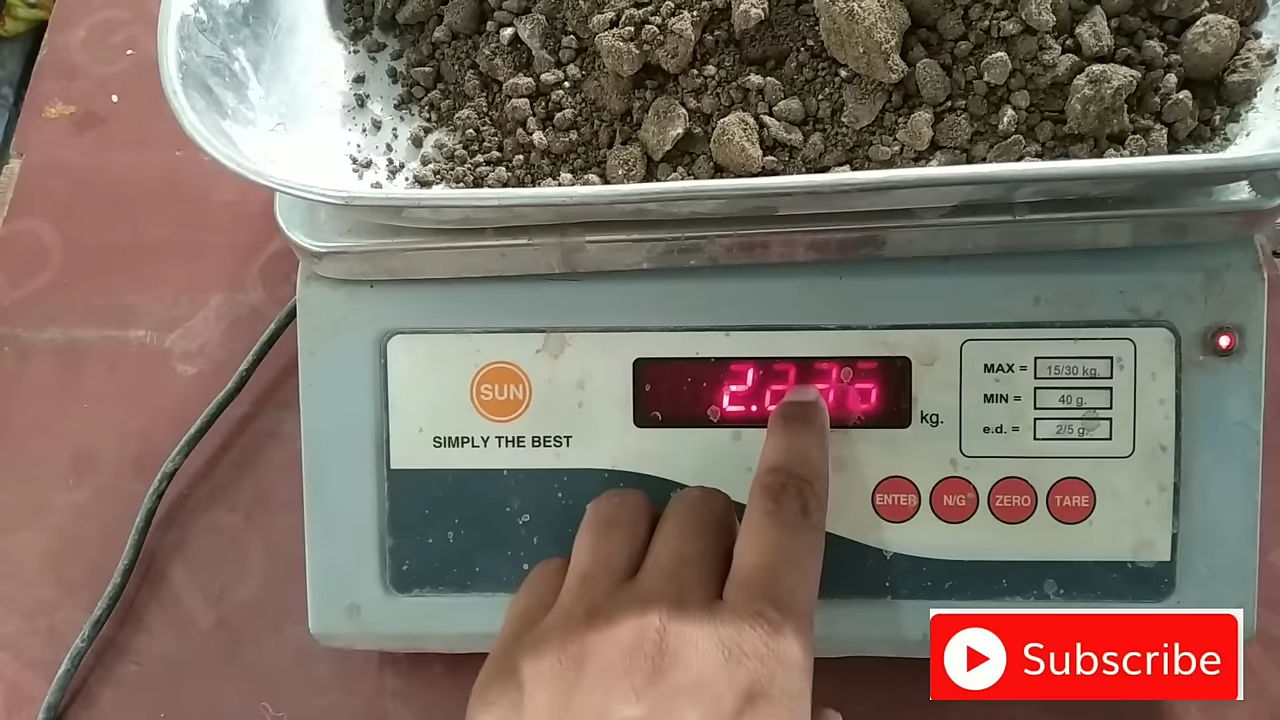 SUN
SIMPLY THE BEST
kg.
MAX = 15/30 kg.
MIN = 40 g.
e.d. = 2/5 g.
ENTER N/G ZERO TARE
Subscribe